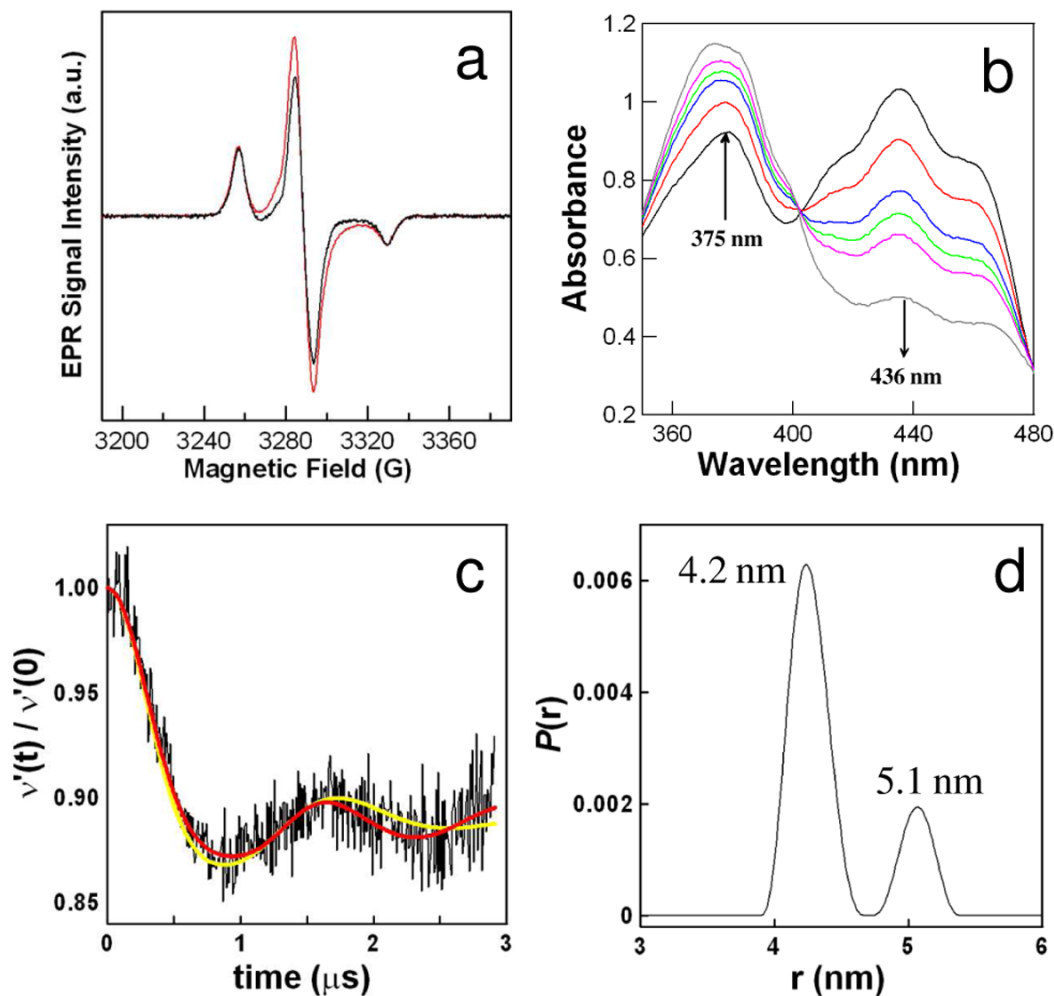 a
EPR Signal Intensity (a.u.)
3200 3240 3280 3320 3360
Magnetic Field (G)
b
Absorbance
1.2
1
0.8
0.6
0.4
0.2
375 nm
436 nm
360 400 440 480
Wavelength (nm)
c
ν'(t) / ν'(0)
1.00
0.95
0.90
0.85
0 1 2 3
time (μs)
d
P(r)
0.006
0.004
0.002
0
4.2 nm
5.1 nm
3 4 5 6
r (nm)